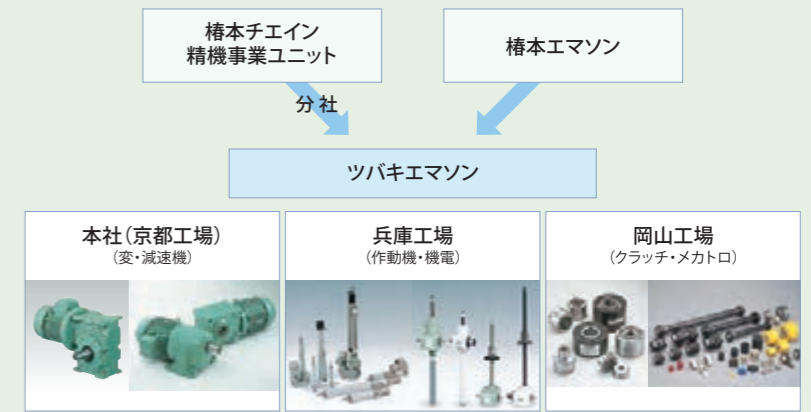 椿本チエイン
精機事業ユニット
椿本エマソン
分社
ツバキエマソン
本社（京都工場）
（変・減速機）
兵庫工場
（作動機・機電）
岡山工場
（クラッチ・メカトロ）